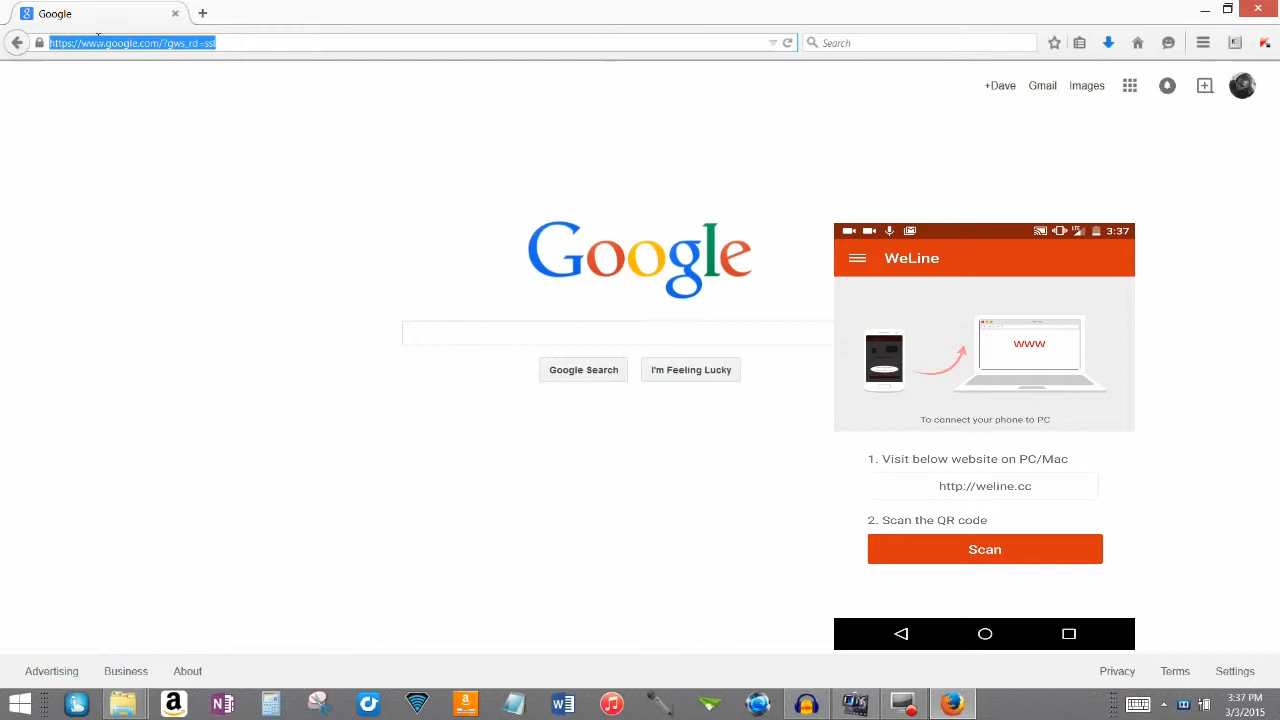 Google
https://www.google.com/?gws_rd=ssl
Search
+Dave Gmail Images
Google
Google Search
I'm Feeling Lucky
3:37
WeLine
www
To connect your phone to PC
1. Visit below website on PC/Mac
http://weline.cc
2. Scan the QR code
Scan
Advertising Business About
Privacy Terms Settings
3:37 PM
3/3/2015